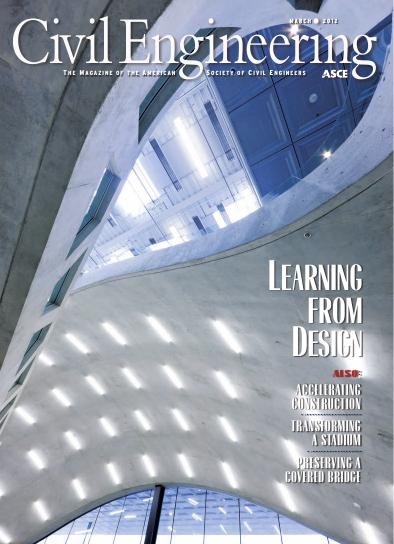 MARCH ● 2012
Civil Engineering
THE MAGAZINE OF THE AMERICAN SOCIETY OF CIVIL ENGINEERS
ASCE
LEARNING
FROM
DESIGN
ALSO:
ACCELERATING
CONSTRUCTION
TRANSFORMING
A STADIUM
PRESERVING A
COVERED BRIDGE